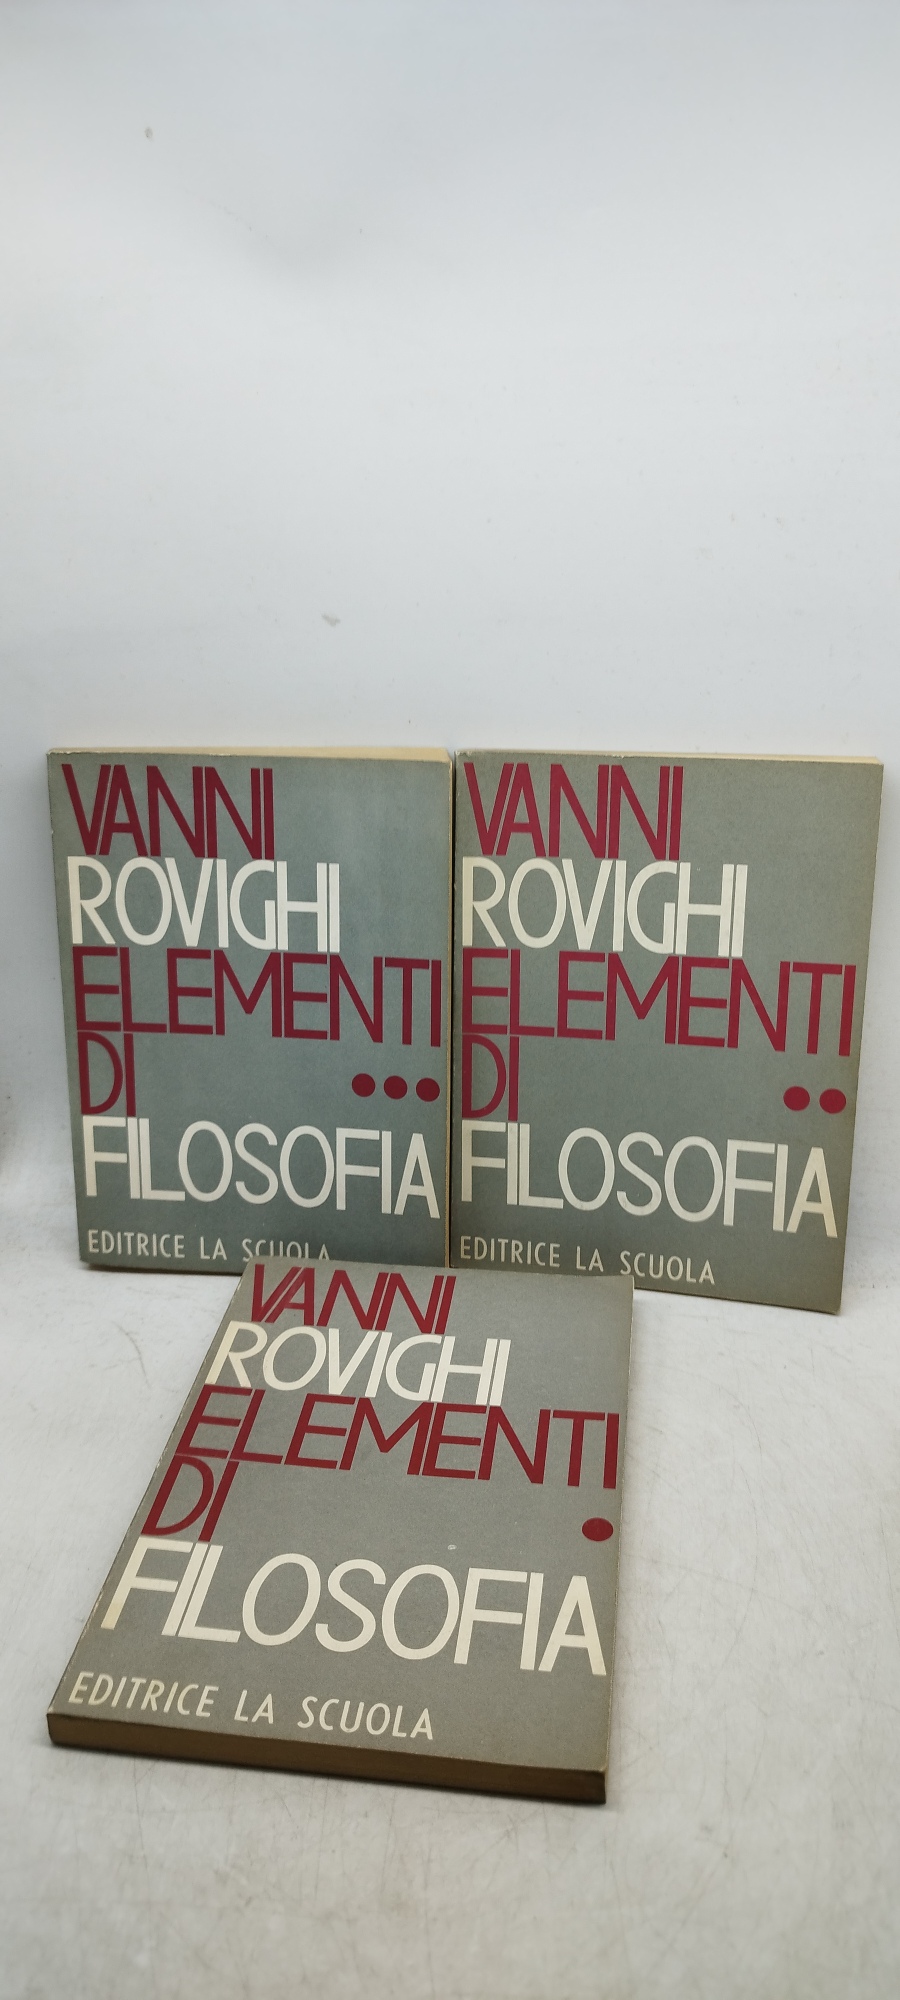 VANNI
ROVIGHI
ELEMENTI
DI
FILOSOFIA
EDITRICE LA SCUOLA
VANNI
ROVIGHI
ELEMENTI
DI
FILOSOFIA
EDITRICE LA SCUOLA
VANNI
ROVIGHI
ELEMENTI
DI
FILOSOFIA
EDITRICE LA SCUOLA